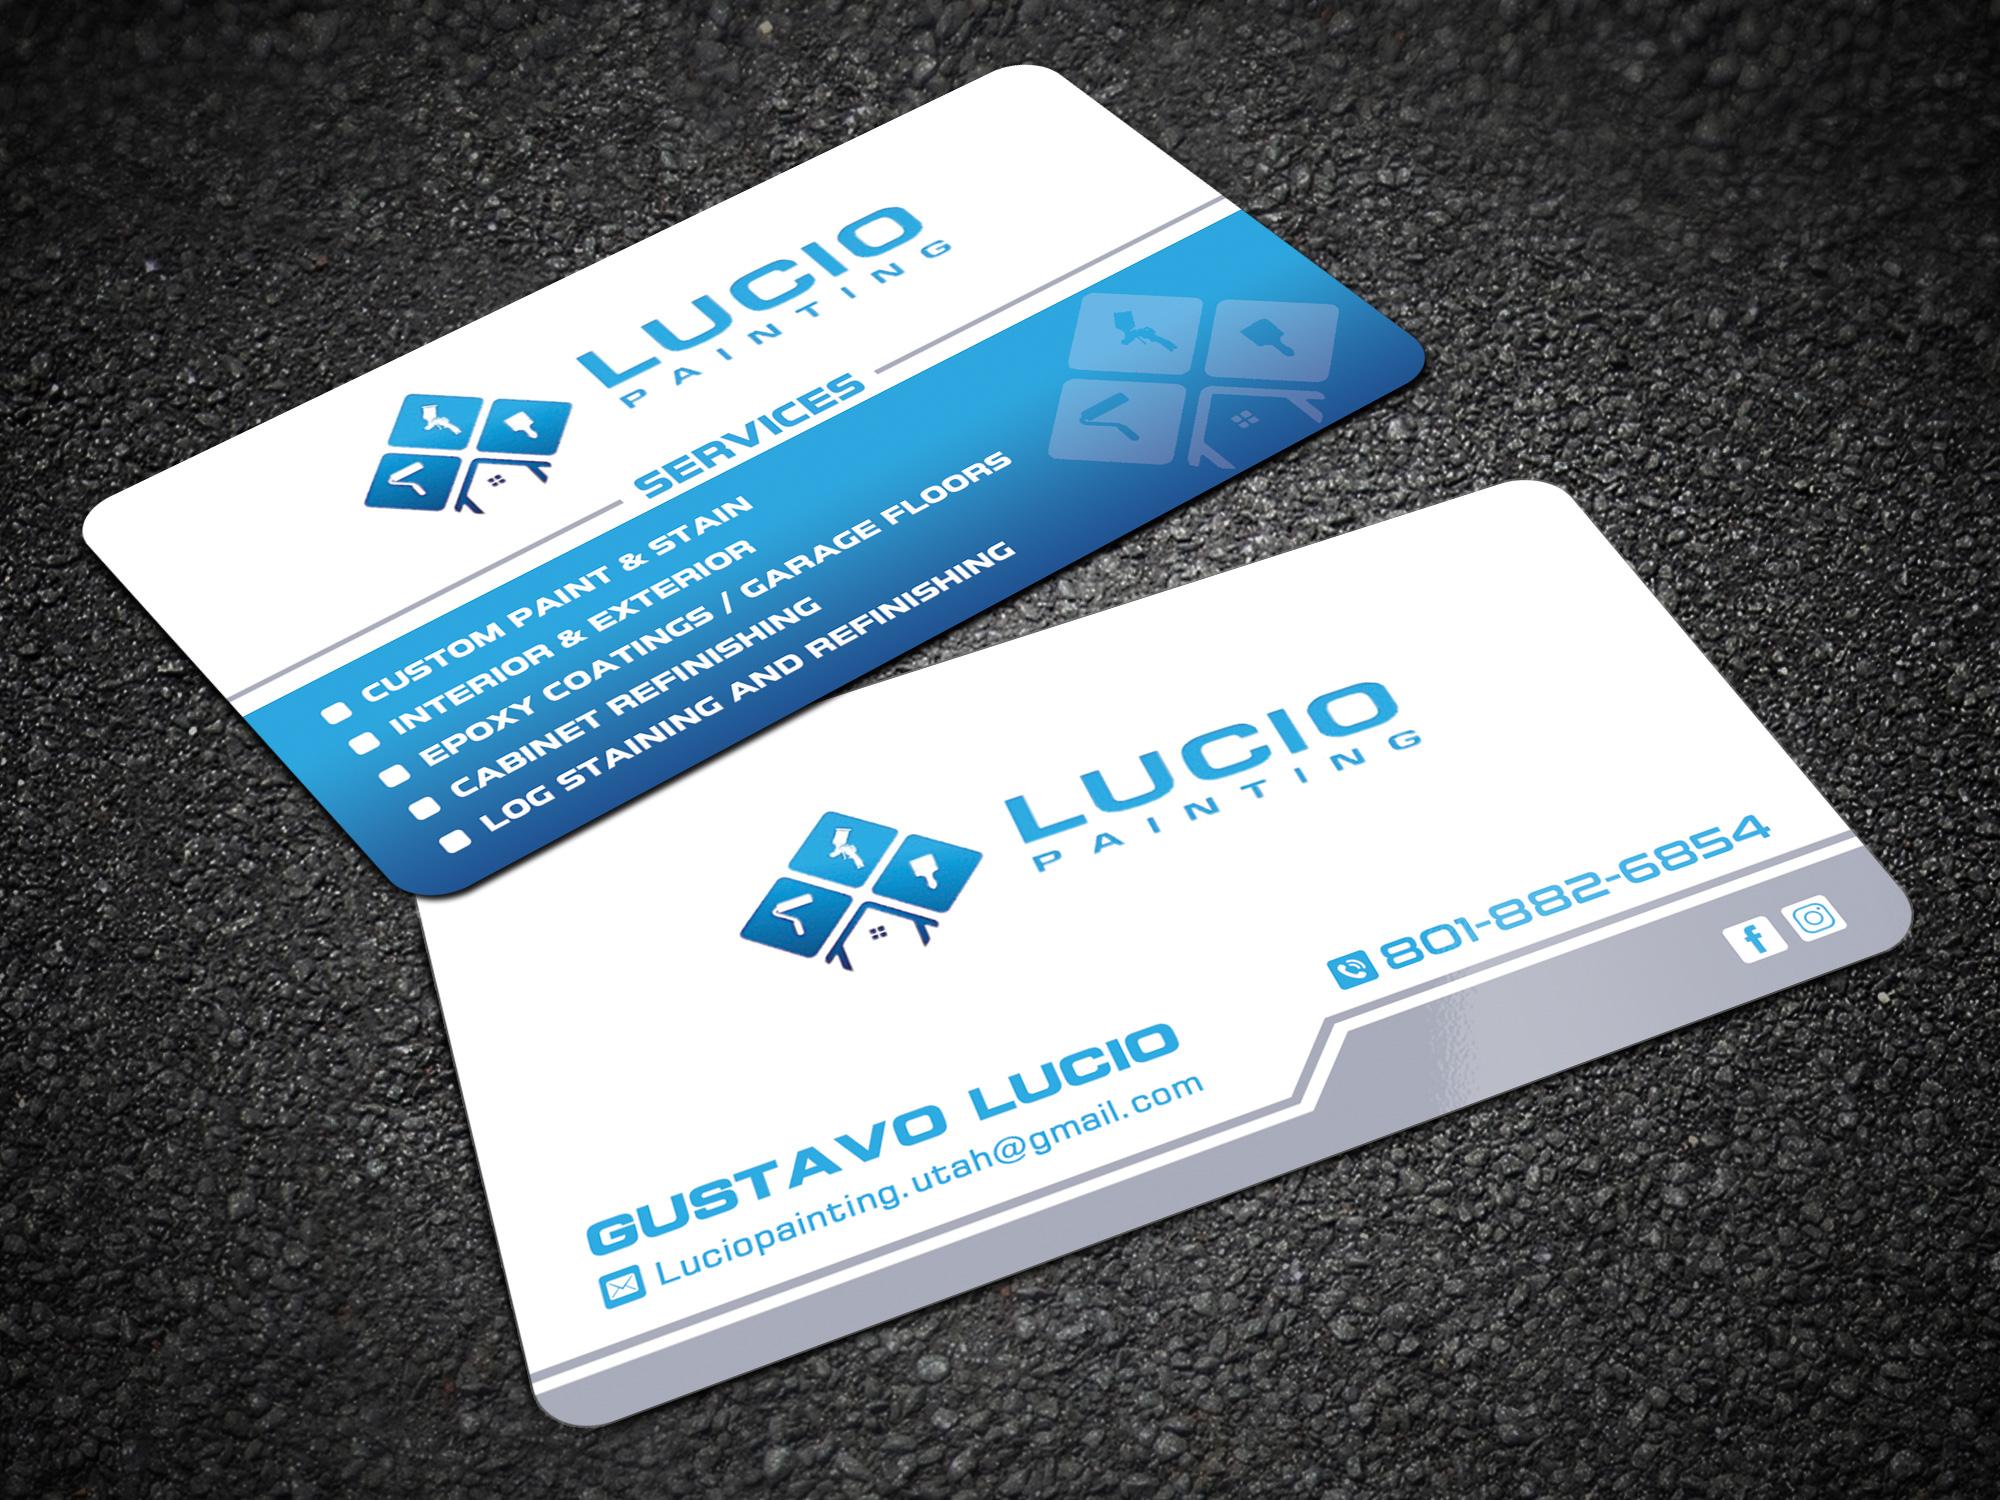 LUCIO
PAINTING
SERVICES
CUSTOM PAINT & STAIN
INTERIOR & EXTERIOR
EPOXY COATINGS / GARAGE FLOORS
CABINET REFINISHING
LOG STAINING AND REFINISHING
LUCIO
PAINTING
801-882-6854
GUSTAVO LUCIO
Luciopainting.utah@gmail.com